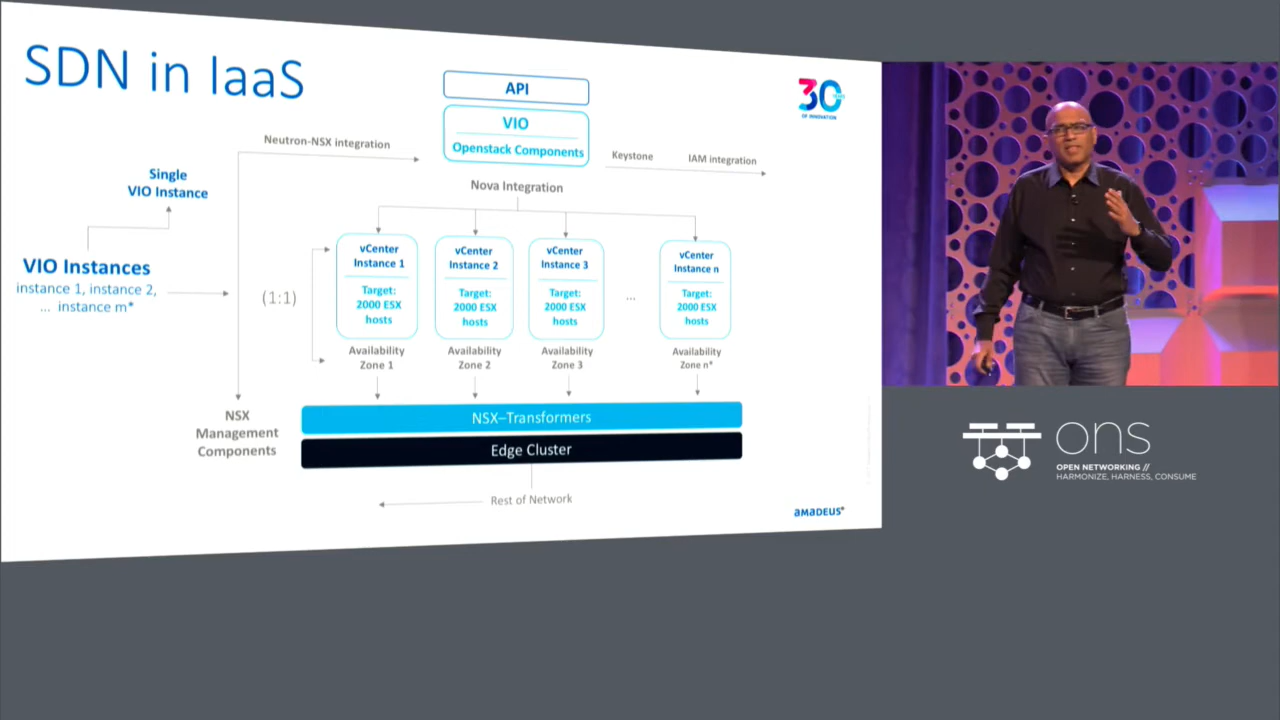 SDN in IaaS
API
VIO
Openstack Components
30
YEARS
OF INNOVATION
Neutron-NSX integration
Keystone
IAM integration
Single
VIO Instance
Nova Integration
VIO Instances
instance 1, instance 2,
... instance m*
(1:1)
vCenter
Instance 1
Target:
2000 ESX
hosts
vCenter
Instance 2
Target:
2000 ESX
hosts
vCenter
Instance 3
Target:
2000 ESX
hosts
...
vCenter
Instance n
Target:
2000 ESX
hosts
Availability
Zone 1
Availability
Zone 2
Availability
Zone 3
Availability
Zone n*
NSX
Management
Components
NSX–Transformers
Edge Cluster
Rest of Network
amadeus
ons
OPEN NETWORKING //
HARMONIZE, HARNESS, CONSUME